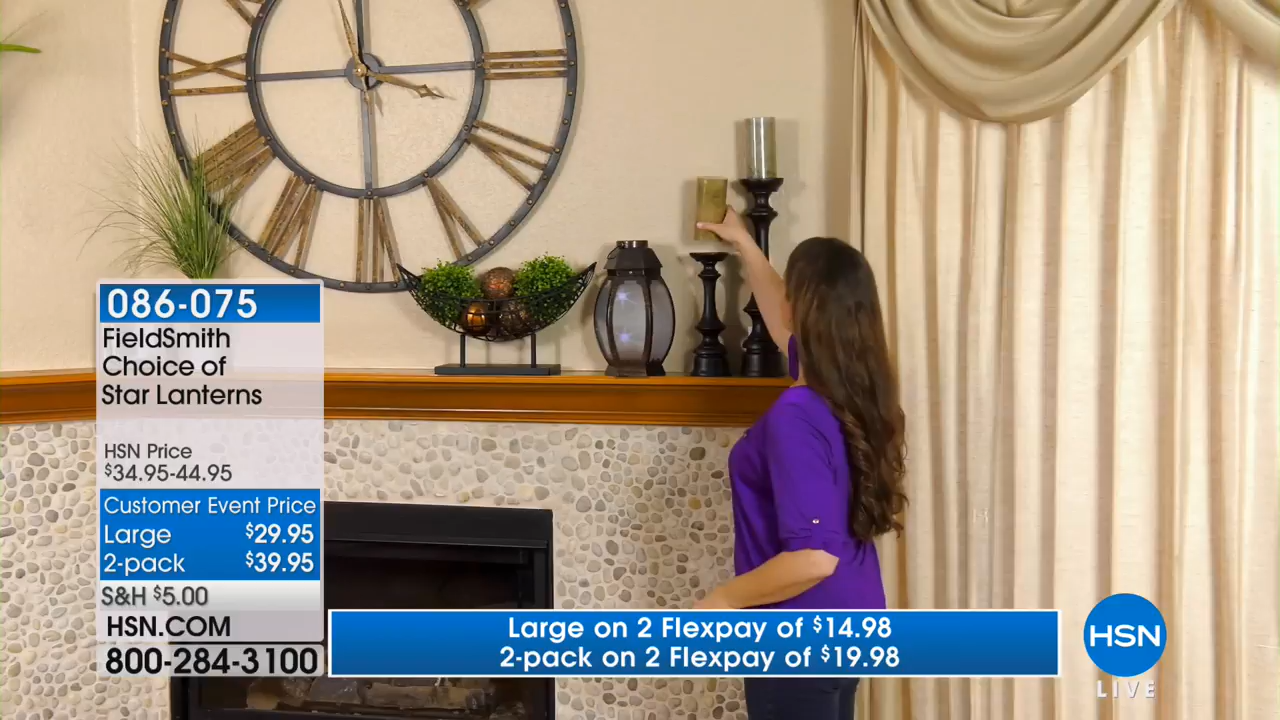 086-075
FieldSmith
Choice of
Star Lanterns
HSN Price
$34.95-44.95
Customer Event Price
Large $29.95
2-pack $39.95
S&H $5.00
HSN.COM
800-284-3100
Large on 2 Flexpay of $14.98
2-pack on 2 Flexpay of $19.98
HSN
LIVE